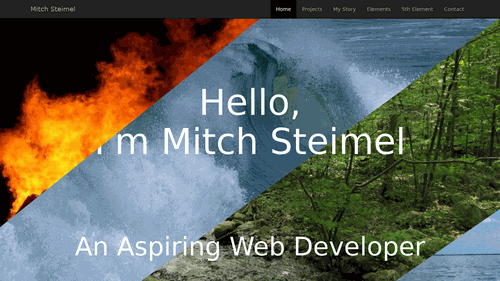 Mitch Steimel
Home Projects My Story Elements 5th Element Contact
Hello,
I'm Mitch Steimel
An Aspiring Web Developer